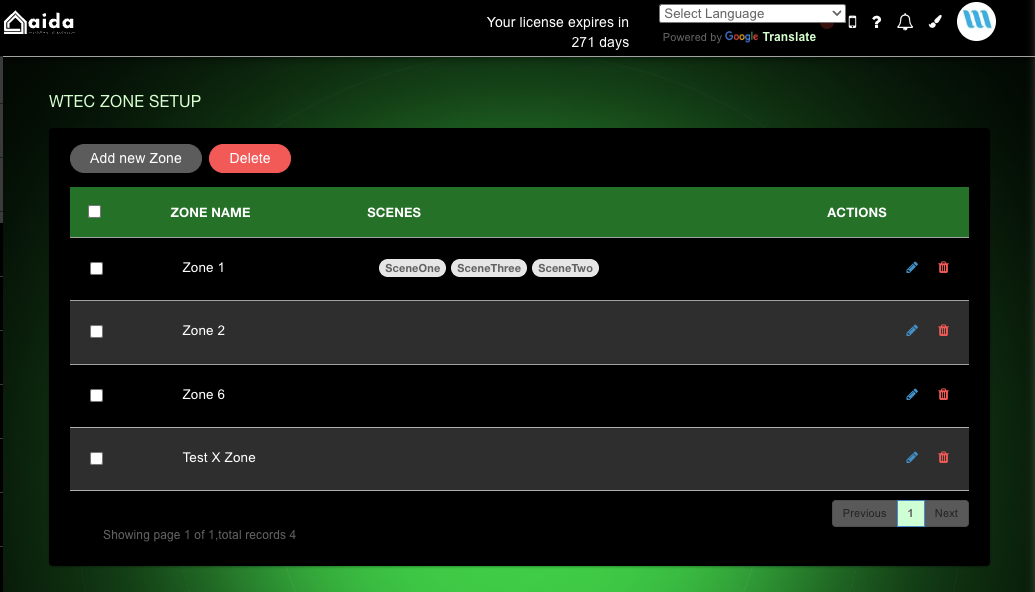 aida
Your license expires in
271 days
Select Language
Powered by Google Translate
WTEC ZONE SETUP
Add new Zone Delete
ZONE NAME SCENES ACTIONS
Zone 1 SceneOne SceneThree SceneTwo
Zone 2
Zone 6
Test X Zone
Previous 1 Next
Showing page 1 of 1,total records 4